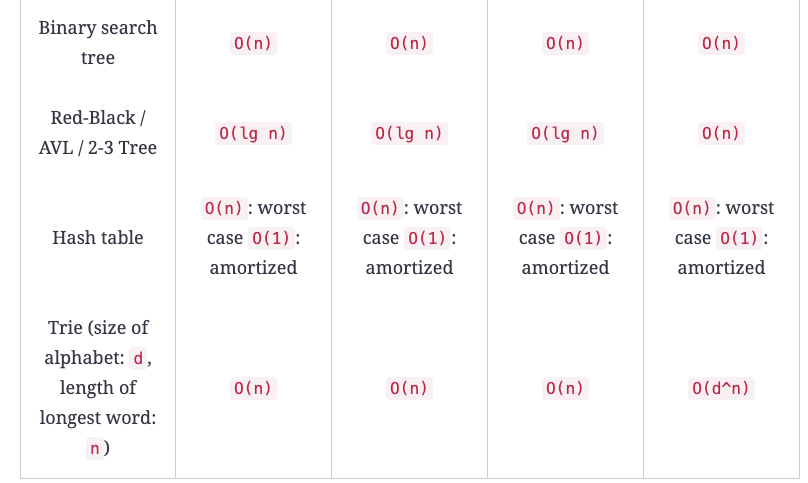 Binary search
tree
O(n)
O(n)
O(n)
O(n)
Red-Black /
AVL / 2-3 Tree
O(lg n)
O(lg n)
O(lg n)
O(n)
Hash table
O(n): worst
case O(1):
amortized
O(n): worst
case O(1):
amortized
O(n): worst
case O(1):
amortized
O(n): worst
case O(1):
amortized
Trie (size of
alphabet: d,
length of
longest word:
n)
O(n)
O(n)
O(n)
O(d^n)